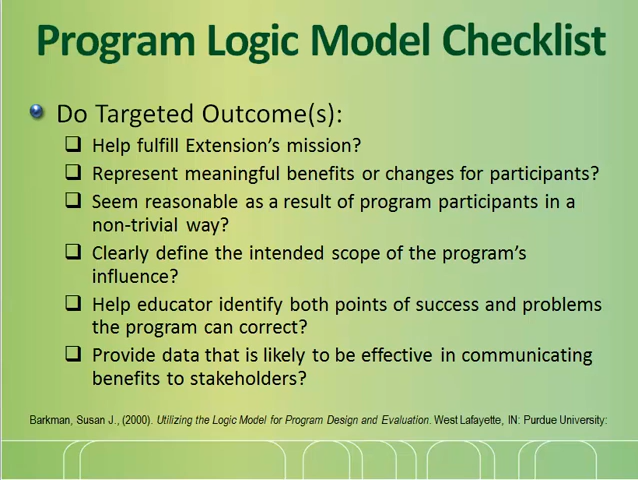 Program Logic Model Checklist
Do Targeted Outcome(s):
Help fulfill Extension's mission?
Represent meaningful benefits or changes for participants?
Seem reasonable as a result of program participants in a
non-trivial way?
Clearly define the intended scope of the program's
influence?
Help educator identify both points of success and problems
the program can correct?
Provide data that is likely to be effective in communicating
benefits to stakeholders?
Barkman, Susan J., (2000). Utilizing the Logic Model for Program Design and Evaluation. West Lafayette, IN: Purdue University: